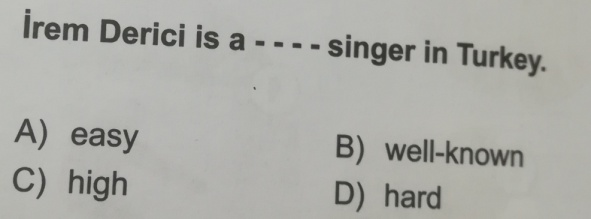 İrem Derici is a - - - - singer in Turkey.
A) easy
B) well-known
C) high
D) hard